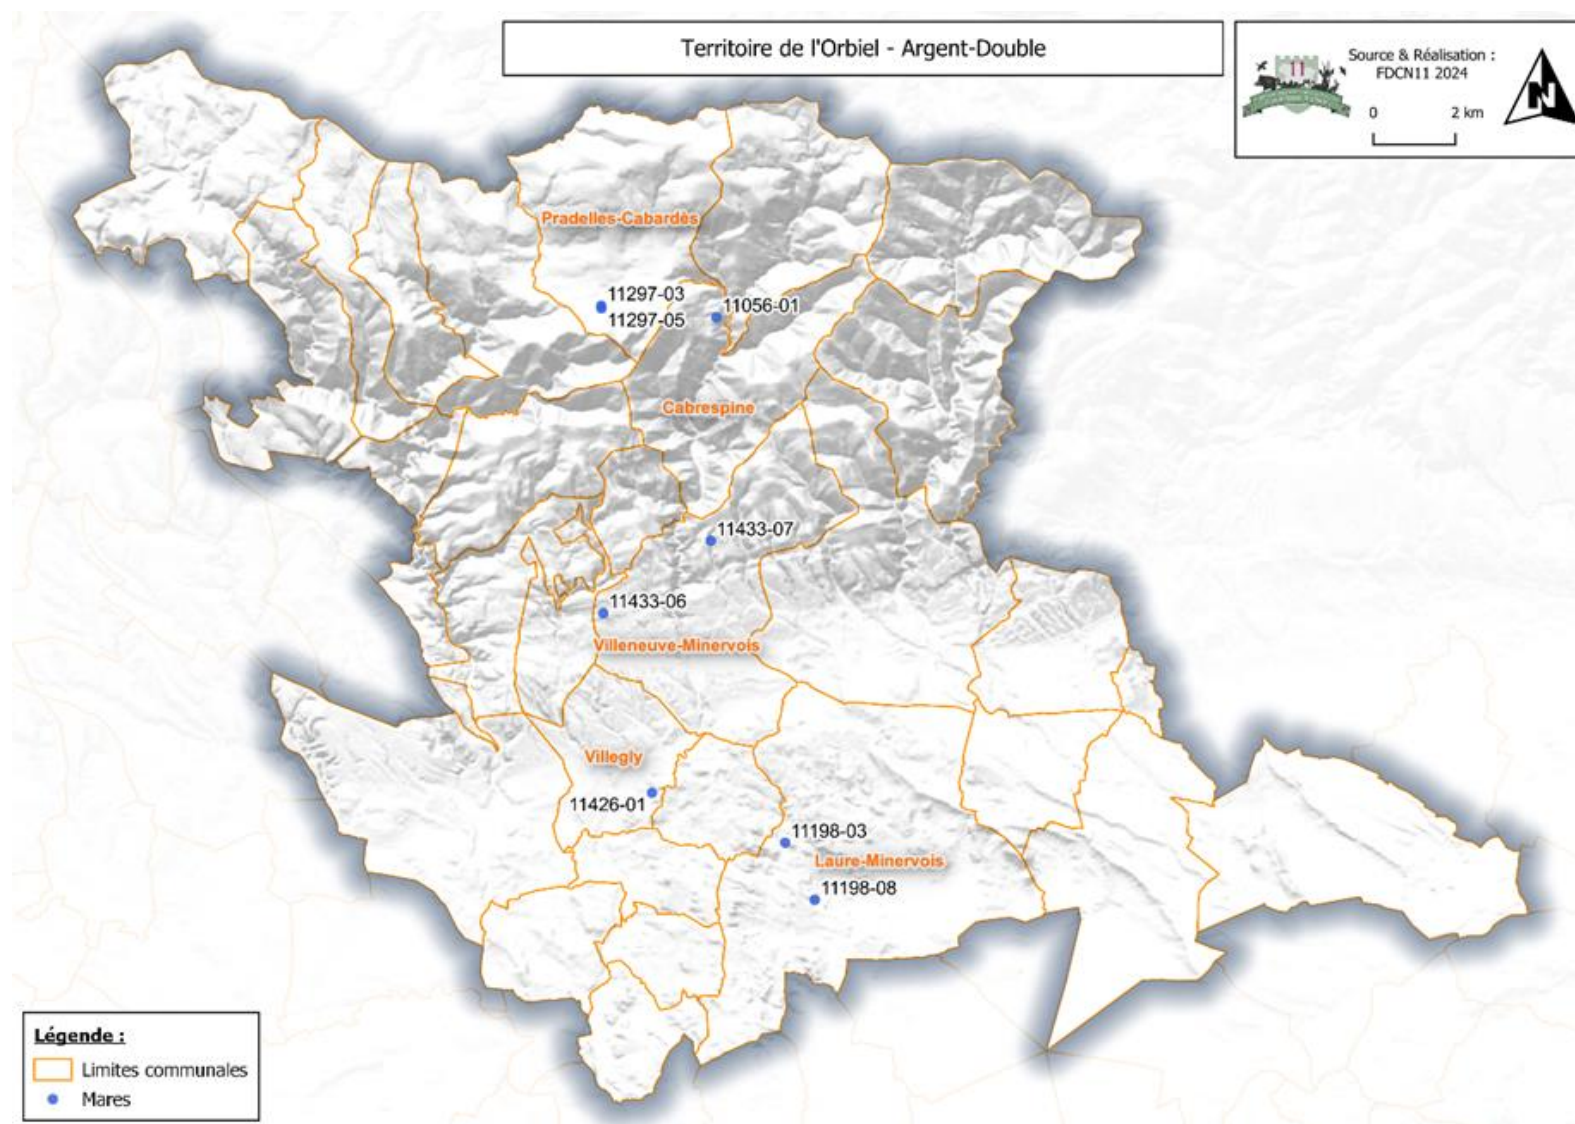 Territoire de l'Orbiel - Argent-Double
11
Source & Réalisation :
FDCN11 2024
0 2 km
N
Pradelles-Cabardès
11297-03
11297-05
11056-01
Cabrespine
11433-07
11433-06
Villeneuve-Minervois
Villegly
11426-01
11198-03
Laure-Minervois
11198-08
Légende :
Limites communales
Mares